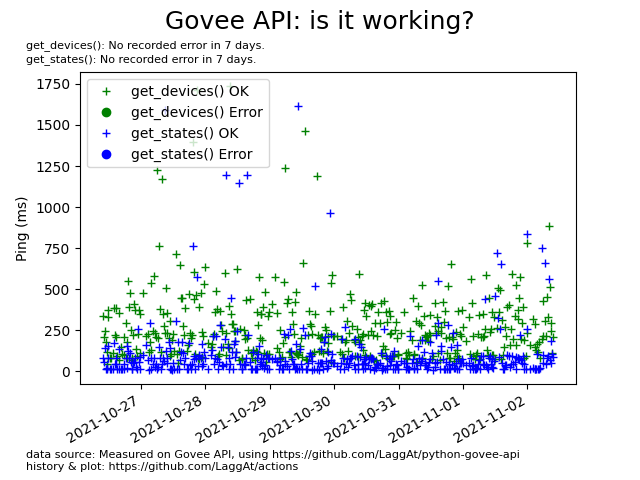 Govee API: is it working?
get_devices(): No recorded error in 7 days.
get_states(): No recorded error in 7 days.
get_devices() OK
get_devices() Error
get_states() OK
get_states() Error
Ping (ms)
1750
1500
1250
1000
750
500
250
0
2021-10-27
2021-10-28
2021-10-29
2021-10-30
2021-10-31
2021-11-01
2021-11-02
data source: Measured on Govee API, using https://github.com/LaggAt/python-govee-api
history & plot: https://github.com/LaggAt/actions